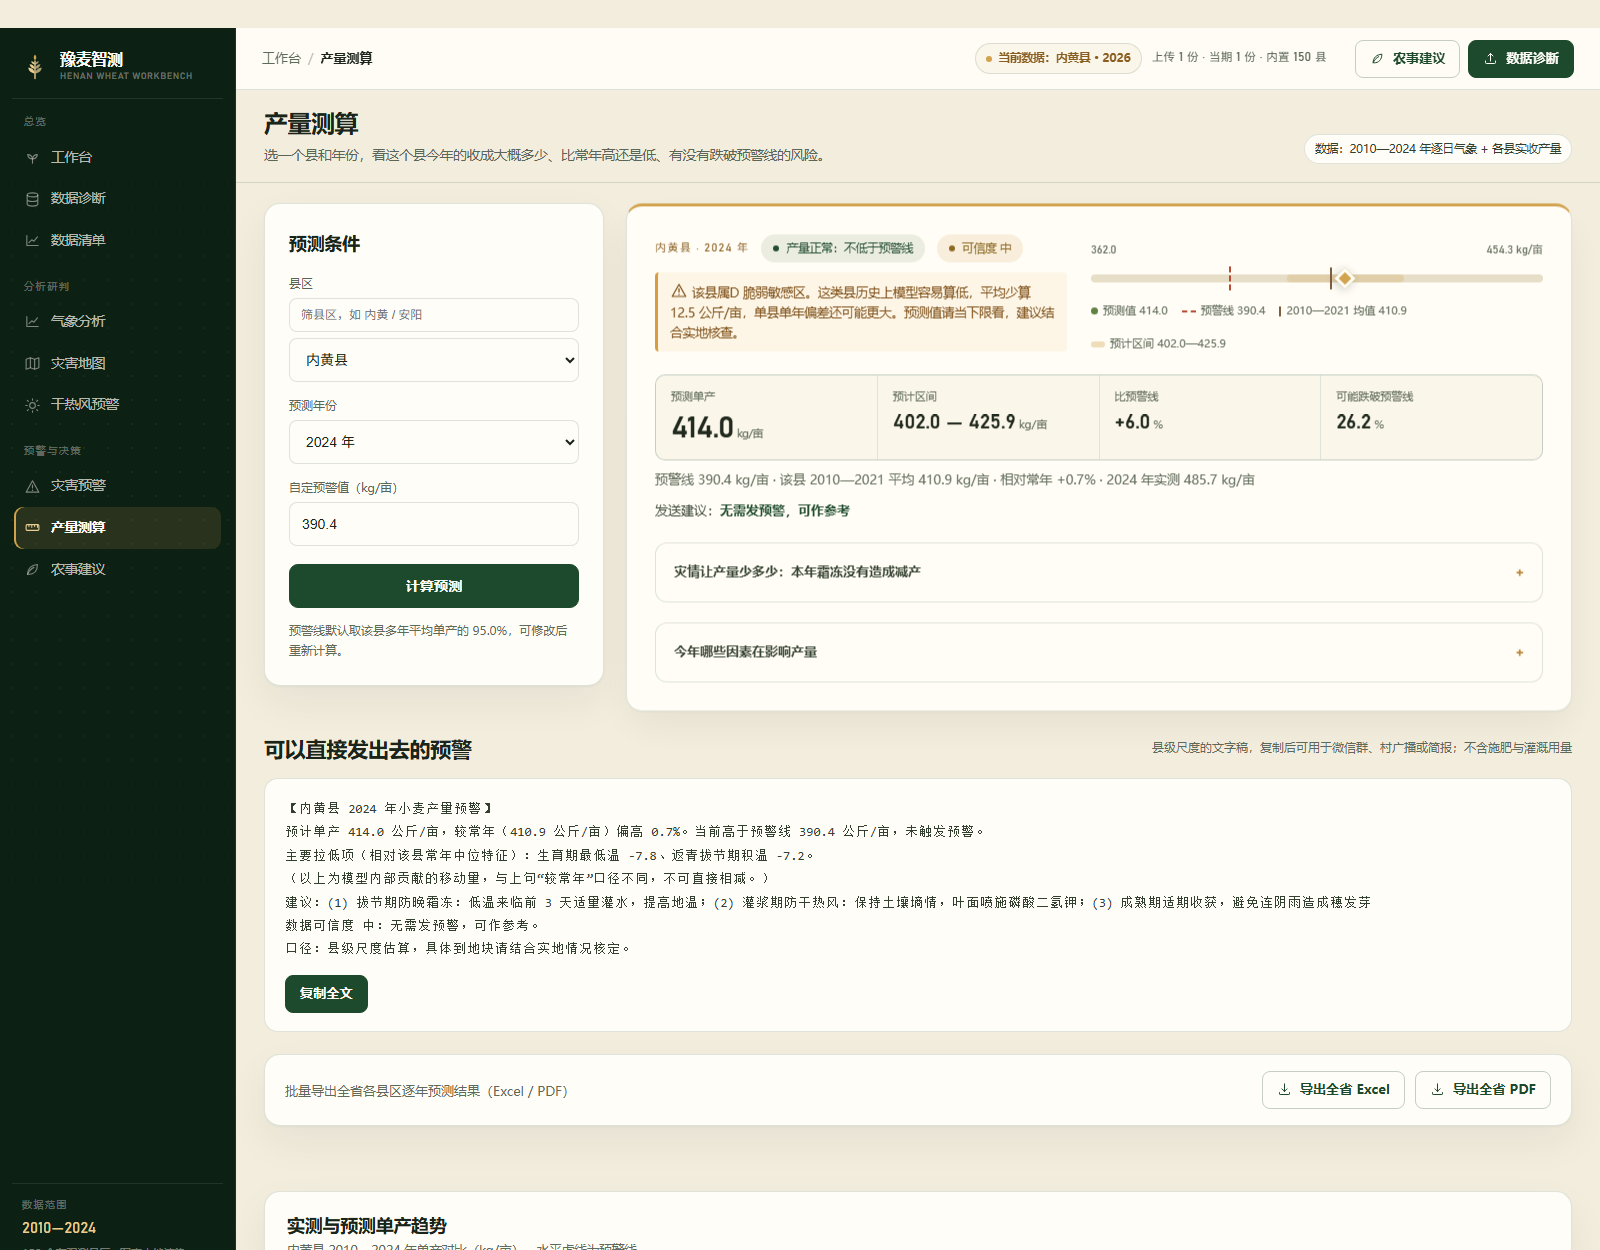 豫麦智测
HENAN WHEAT WORKBENCH
总览
工作台
数据诊断
数据清单
分析研判
气象分析
灾害地图
干热风预警
预警与决策
灾害预警
产量测算
农事建议
数据范围
2010—2024
工作台 / 产量测算
当前数据：内黄县 • 2026
上传 1 份 · 当期 1 份 · 内置 150 县
农事建议
数据诊断
产量测算
选一个县和年份，看这个县今年的收成大概多少、比常年高还是低、有没有跌破预警线的风险。
数据：2010—2024 年逐日气象 + 各县实收产量
预测条件
县区
筛县区，如 内黄 / 安阳
内黄县
预测年份
2024 年
自定预警值（kg/亩）
390.4
计算预测
预警线默认取该县多年平均单产的 95.0%，可修改后
重新计算。
内黄县 · 2024 年
产量正常：不低于预警线
可信度 中
该县属D 脆弱敏感区。这类县历史上模型容易算低，平均少算
12.5 公斤/亩，单县单年偏差还可能更大。预测值请当下限看，建议结
合实地核查。
362.0
454.3 kg/亩
预测值 414.0
预警线 390.4
2010—2021 均值 410.9
预计区间 402.0—425.9
预测单产
414.0 kg/亩
预计区间
402.0 — 425.9 kg/亩
比预警线
+6.0 %
可能跌破预警线
26.2 %
预警线 390.4 kg/亩 · 该县 2010—2021 平均 410.9 kg/亩 · 相对常年 +0.7% · 2024 年实测 485.7 kg/亩
发送建议：无需发预警，可作参考
灾情让产量少多少：本年霜冻没有造成减产
+
今年哪些因素在影响产量
+
可以直接发出去的预警
县级尺度的文字稿，复制后可用于微信群、村广播或简报；不含施肥与灌溉用量
【内黄县 2024 年小麦产量预警】
预计单产 414.0 公斤/亩，较常年（410.9 公斤/亩）偏高 0.7%。当前高于预警线 390.4 公斤/亩，未触发预警。
主要拉低项（相对该县常年中位特征）：生育期最低温 -7.8、返青拔节期积温 -7.2。
（以上为模型内部贡献的移动量，与上句“较常年”口径不同，不可直接相减。）
建议：(1) 拔节期防晚霜冻：低温来临前 3 天适量灌水，提高地温；(2) 灌浆期防干热风：保持土壤墒情，叶面喷施磷酸二氢钾；(3) 成熟期适期收获，避免连阴雨造成穗发芽
数据可信度 中：无需发预警，可作参考。
口径：县级尺度估算，具体到地块请结合实地情况核定。
复制全文
批量导出全省各县区逐年预测结果（Excel / PDF）
导出全省 Excel
导出全省 PDF
实测与预测单产趋势
内黄县 2010—2024 年单产对比（kg/亩），水平虚线为预警线